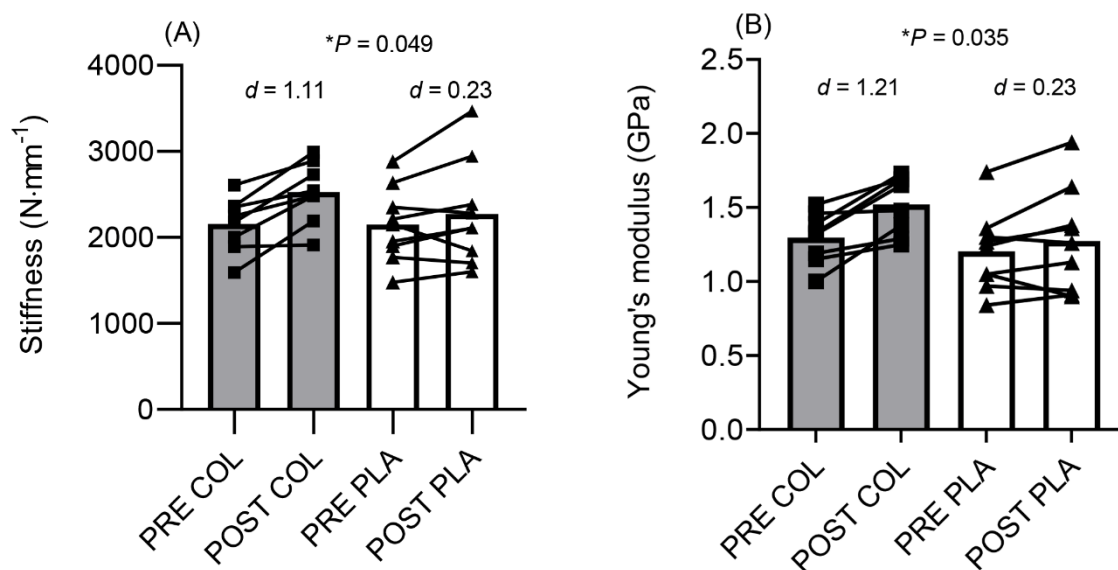 (A)
*P = 0.049
d = 1.11
d = 0.23
Stiffness (N·mm⁻¹)
4000
3000
2000
1000
0
PRE COL
POST COL
PRE PLA
POST PLA
(B)
*P = 0.035
d = 1.21
d = 0.23
Young's modulus (GPa)
2.5
2.0
1.5
1.0
0.5
0.0
PRE COL
POST COL
PRE PLA
POST PLA